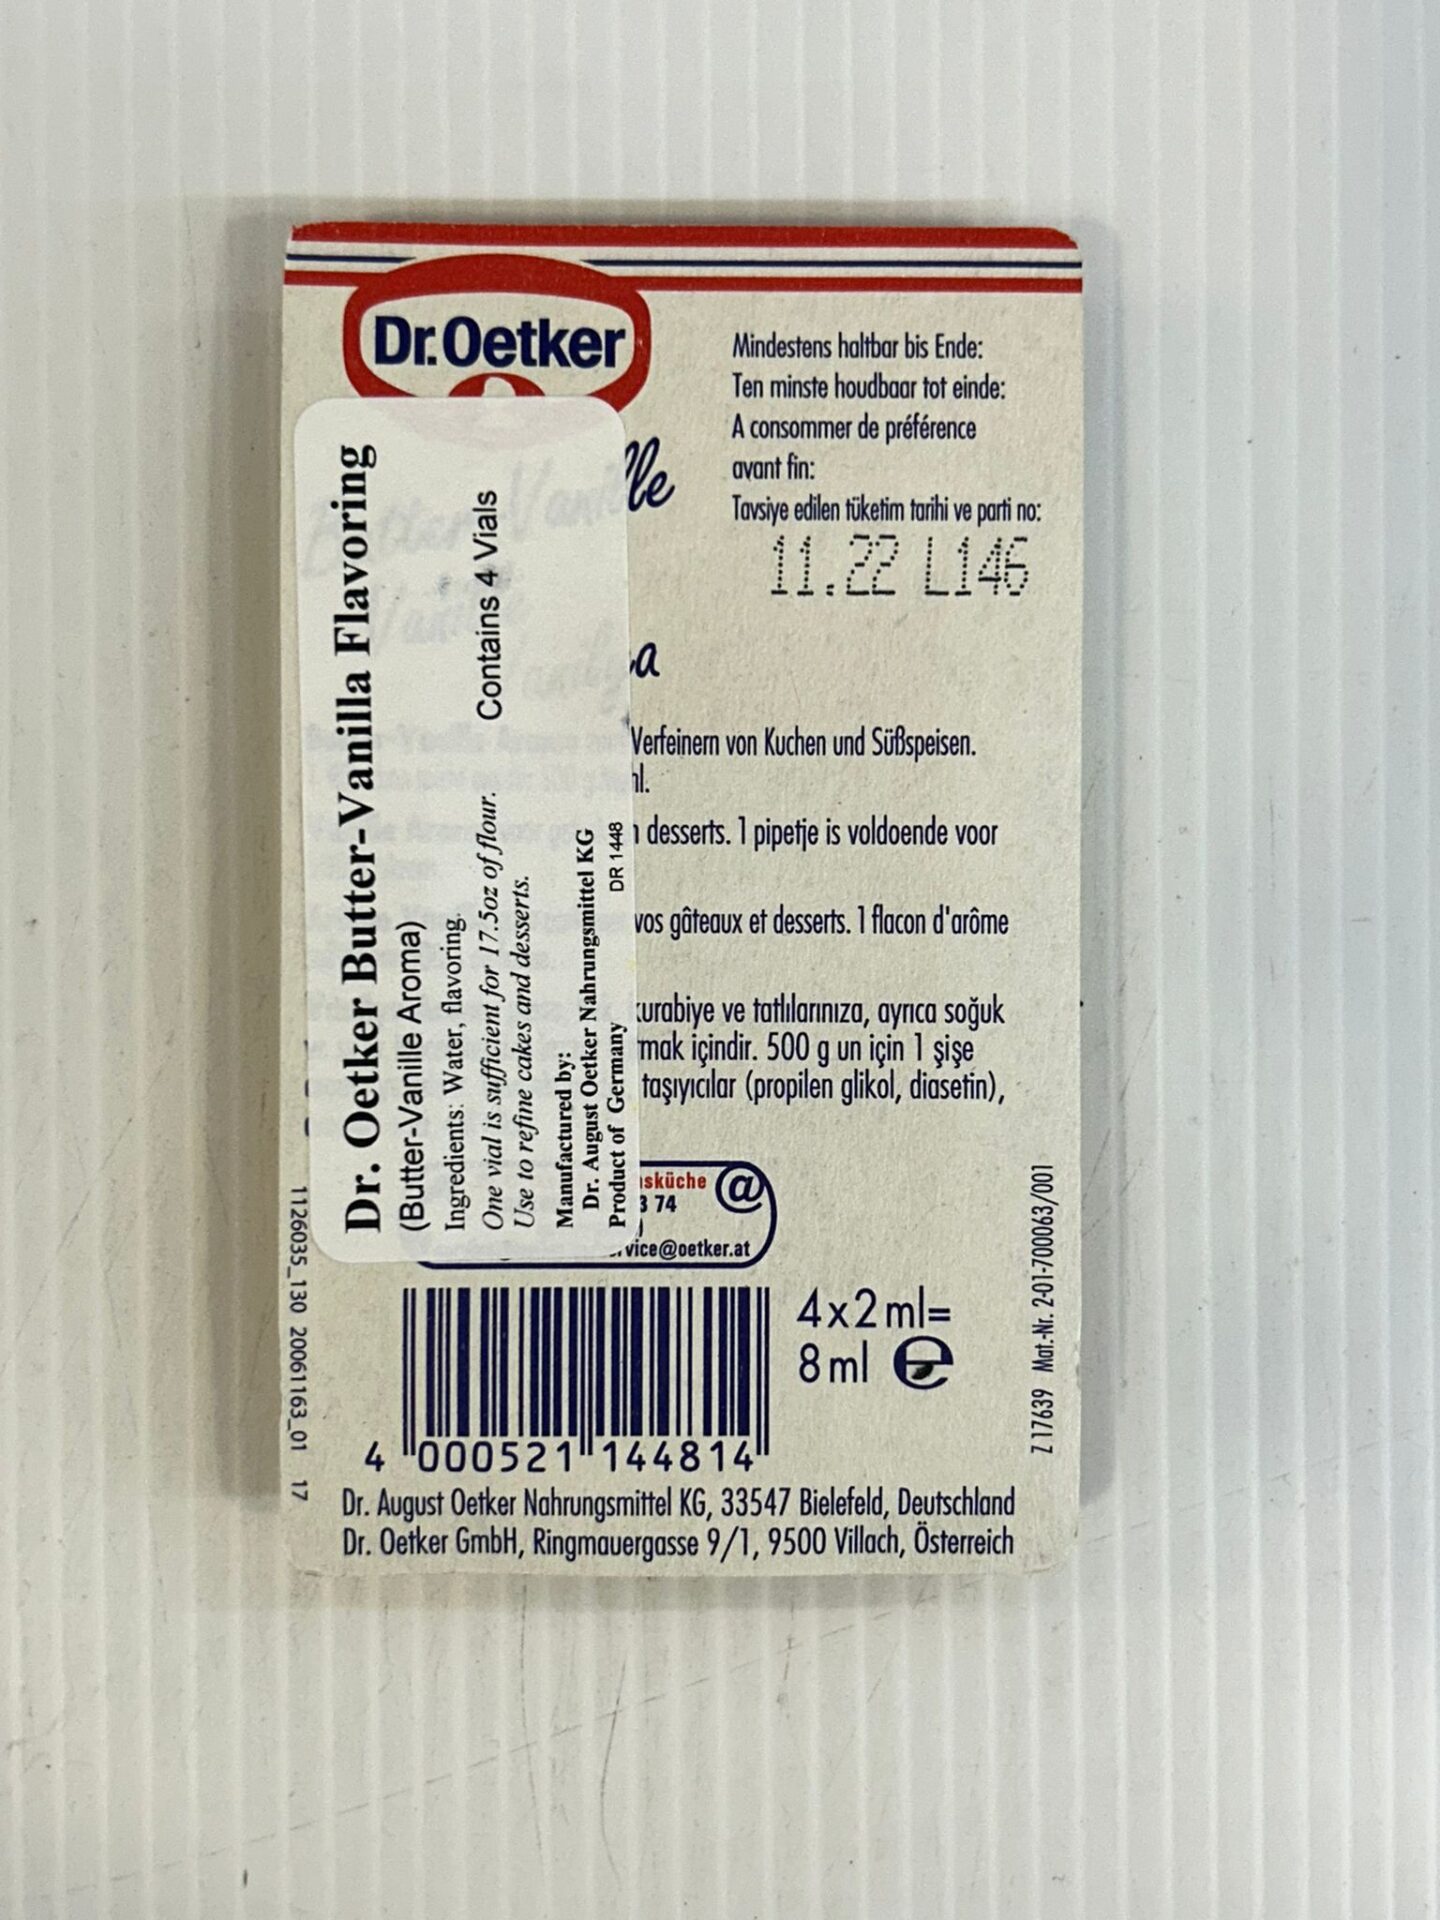 Dr.Oetker
Mindestens haltbar bis Ende:
Ten minste houdbaar tot einde:
A consommer de préférence
avant fin:
Tavsiye edilen tüketim tarihi ve parti no:
11.22 L146
Dr. Oetker Butter-Vanilla Flavoring
(Butter-Vanille Aroma)
Contains 4 Vials
Ingredients: Water, flavoring.
One vial is sufficient for 17.5oz of flour.
Use to refine cakes and desserts.
Manufactured by:
Dr. August Oetker Nahrungsmittel KG
Product of Germany
DR 1448
Verfeinern von Kuchen und Süßspeisen.
desserts. 1 pipetje is voldoende voor
vos gâteaux et desserts. 1 flacon d'arôme
kurabiye ve tatlılarınıza, ayrıca soğuk
içindir. 500 g un için 1 şişe
taşıyıcılar (propilen glikol, diasetin),
@
74
vice@oetker.at
4 000521 144814
4x2 ml=
8 ml e
1126035_130 20061163_01 17
Z 17639 Mat.-Nr. 2-01-700063/001
Dr. August Oetker Nahrungsmittel KG, 33547 Bielefeld, Deutschland
Dr. Oetker GmbH, Ringmauergasse 9/1, 9500 Villach, Österreich